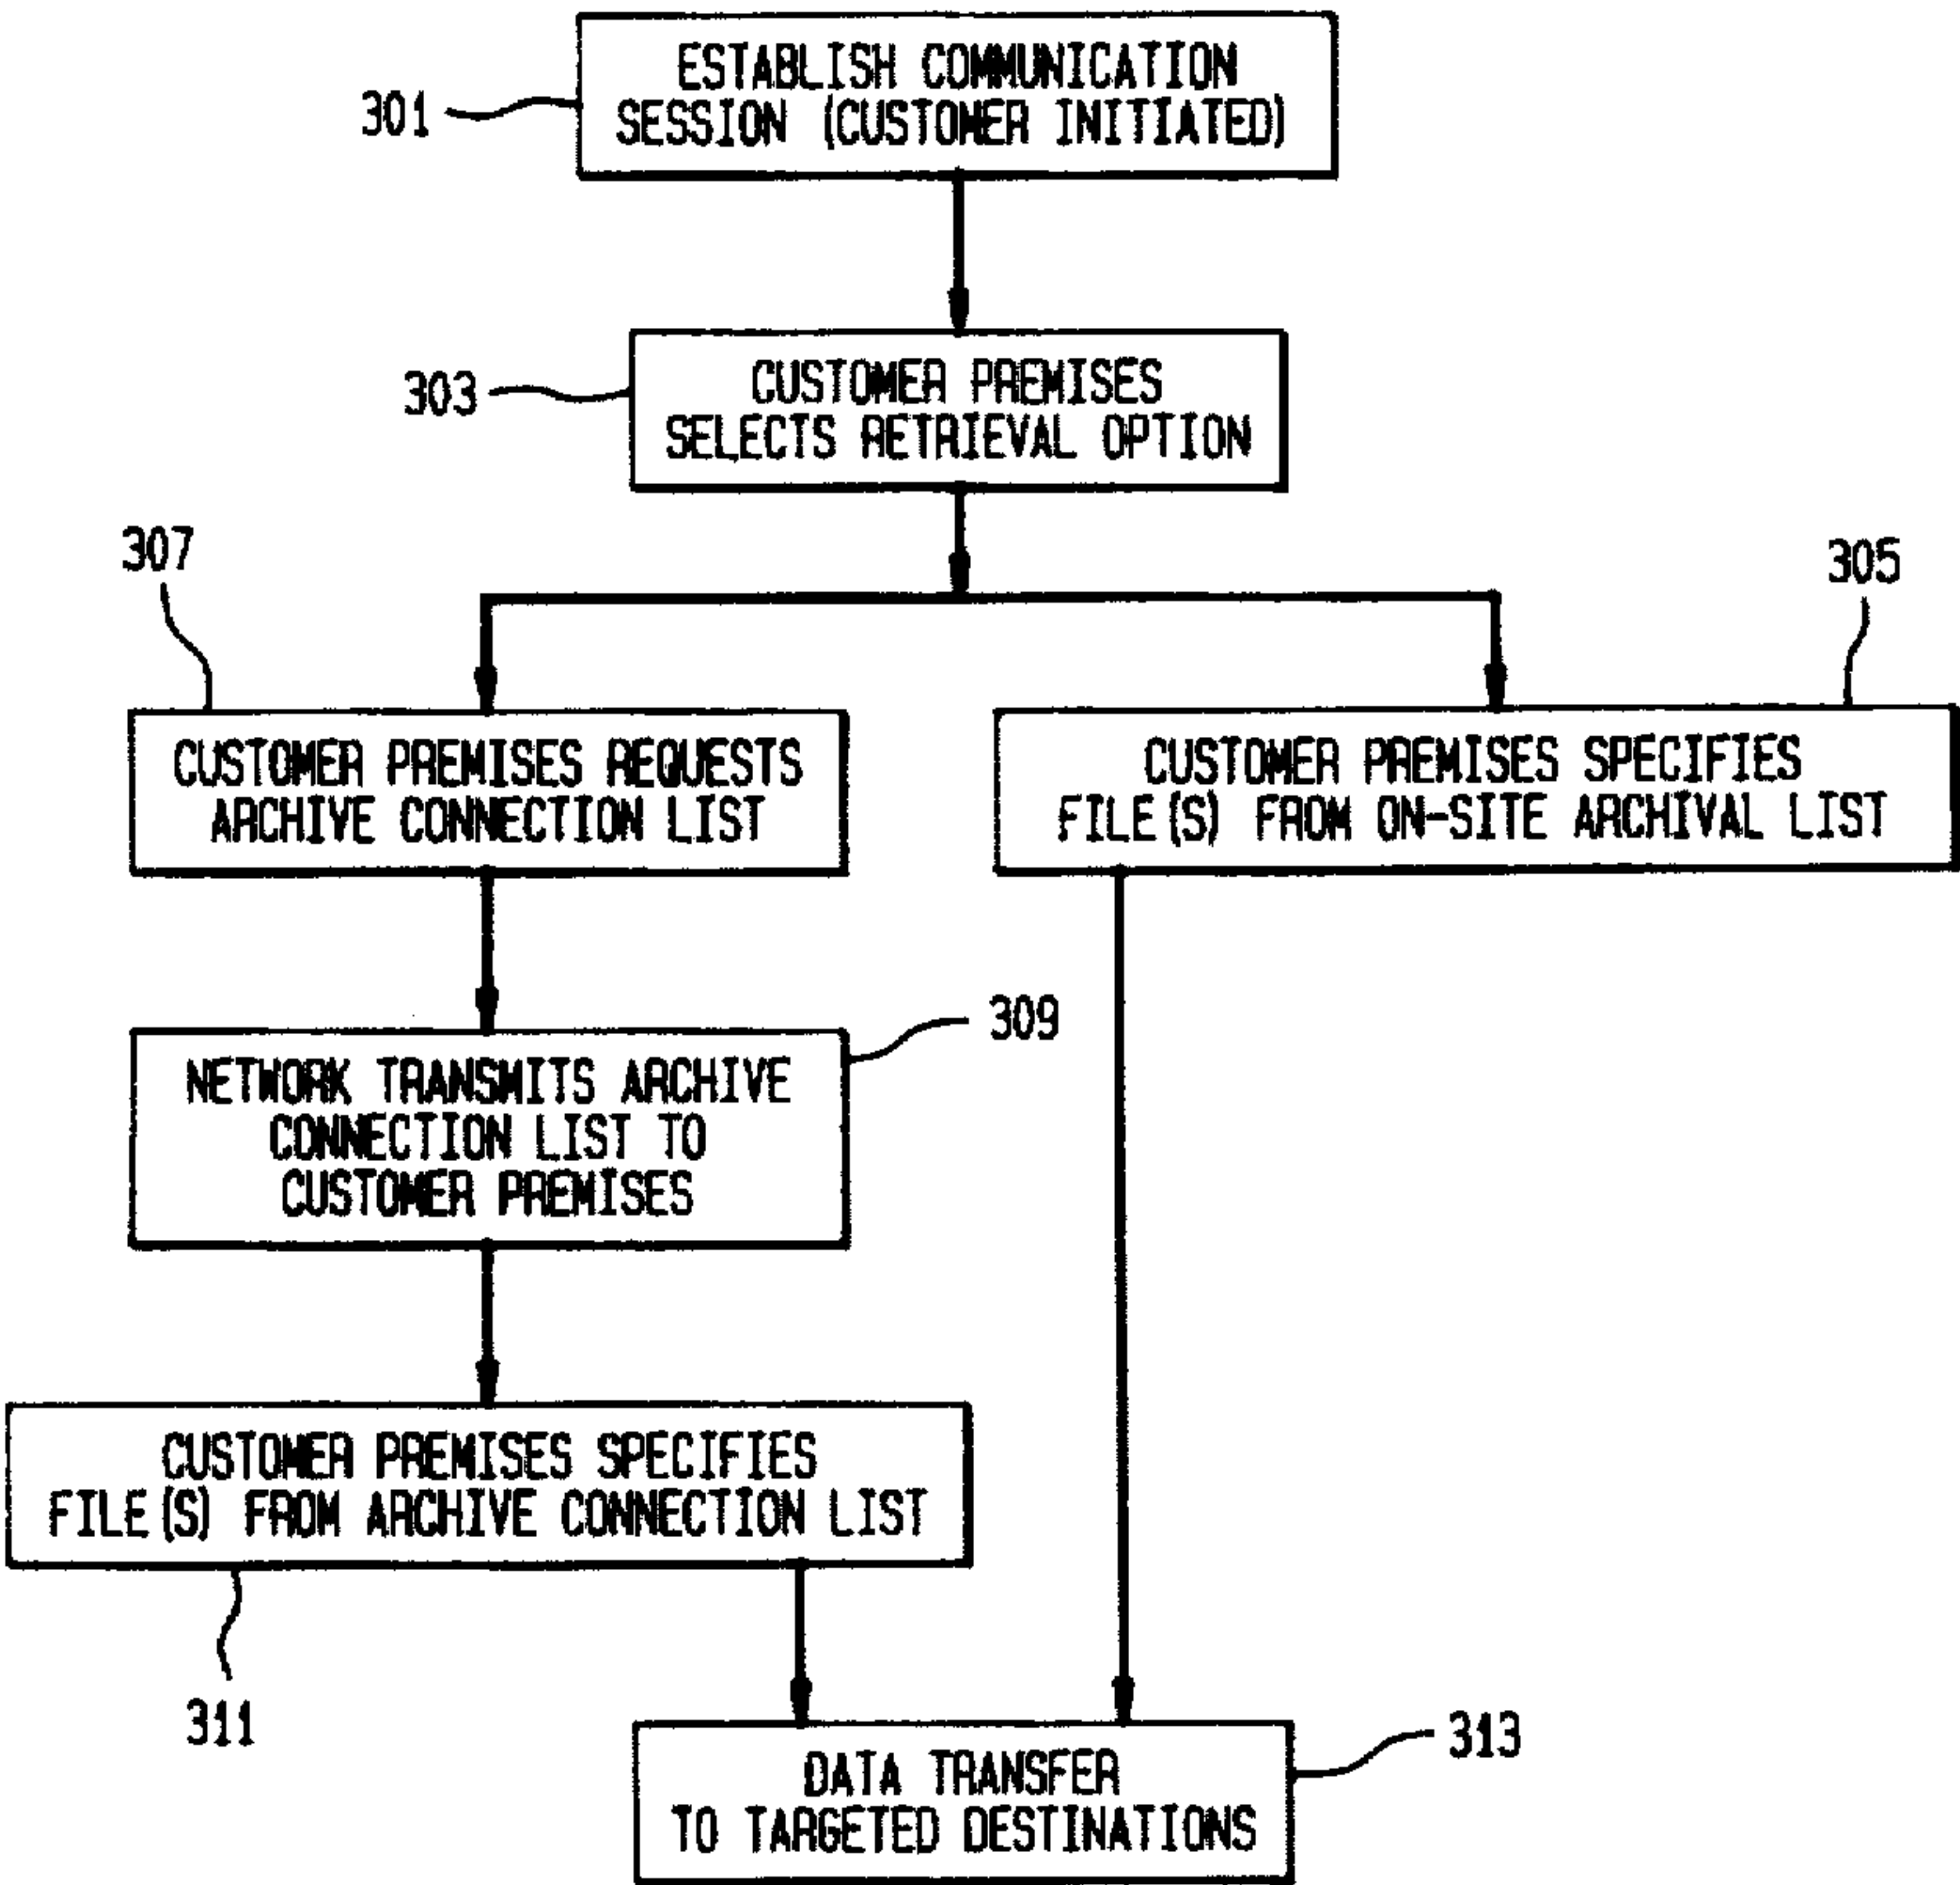 ESTABLISH COMMUNICATION
SESSION (CUSTOMER INITIATED)
301
CUSTOMER PREMISES
SELECTS RETRIEVAL OPTION
303
307
305
CUSTOMER PREMISES REQUESTS
ARCHIVE CONNECTION LIST
CUSTOMER PREMISES SPECIFIES
FILE(S) FROM ON-SITE ARCHIVAL LIST
309
NETWORK TRANSMITS ARCHIVE
CONNECTION LIST TO
CUSTOMER PREMISES
CUSTOMER PREMISES SPECIFIES
FILE(S) FROM ARCHIVE CONNECTION LIST
311
313
DATA TRANSFER
TO TARGETED DESTINATIONS